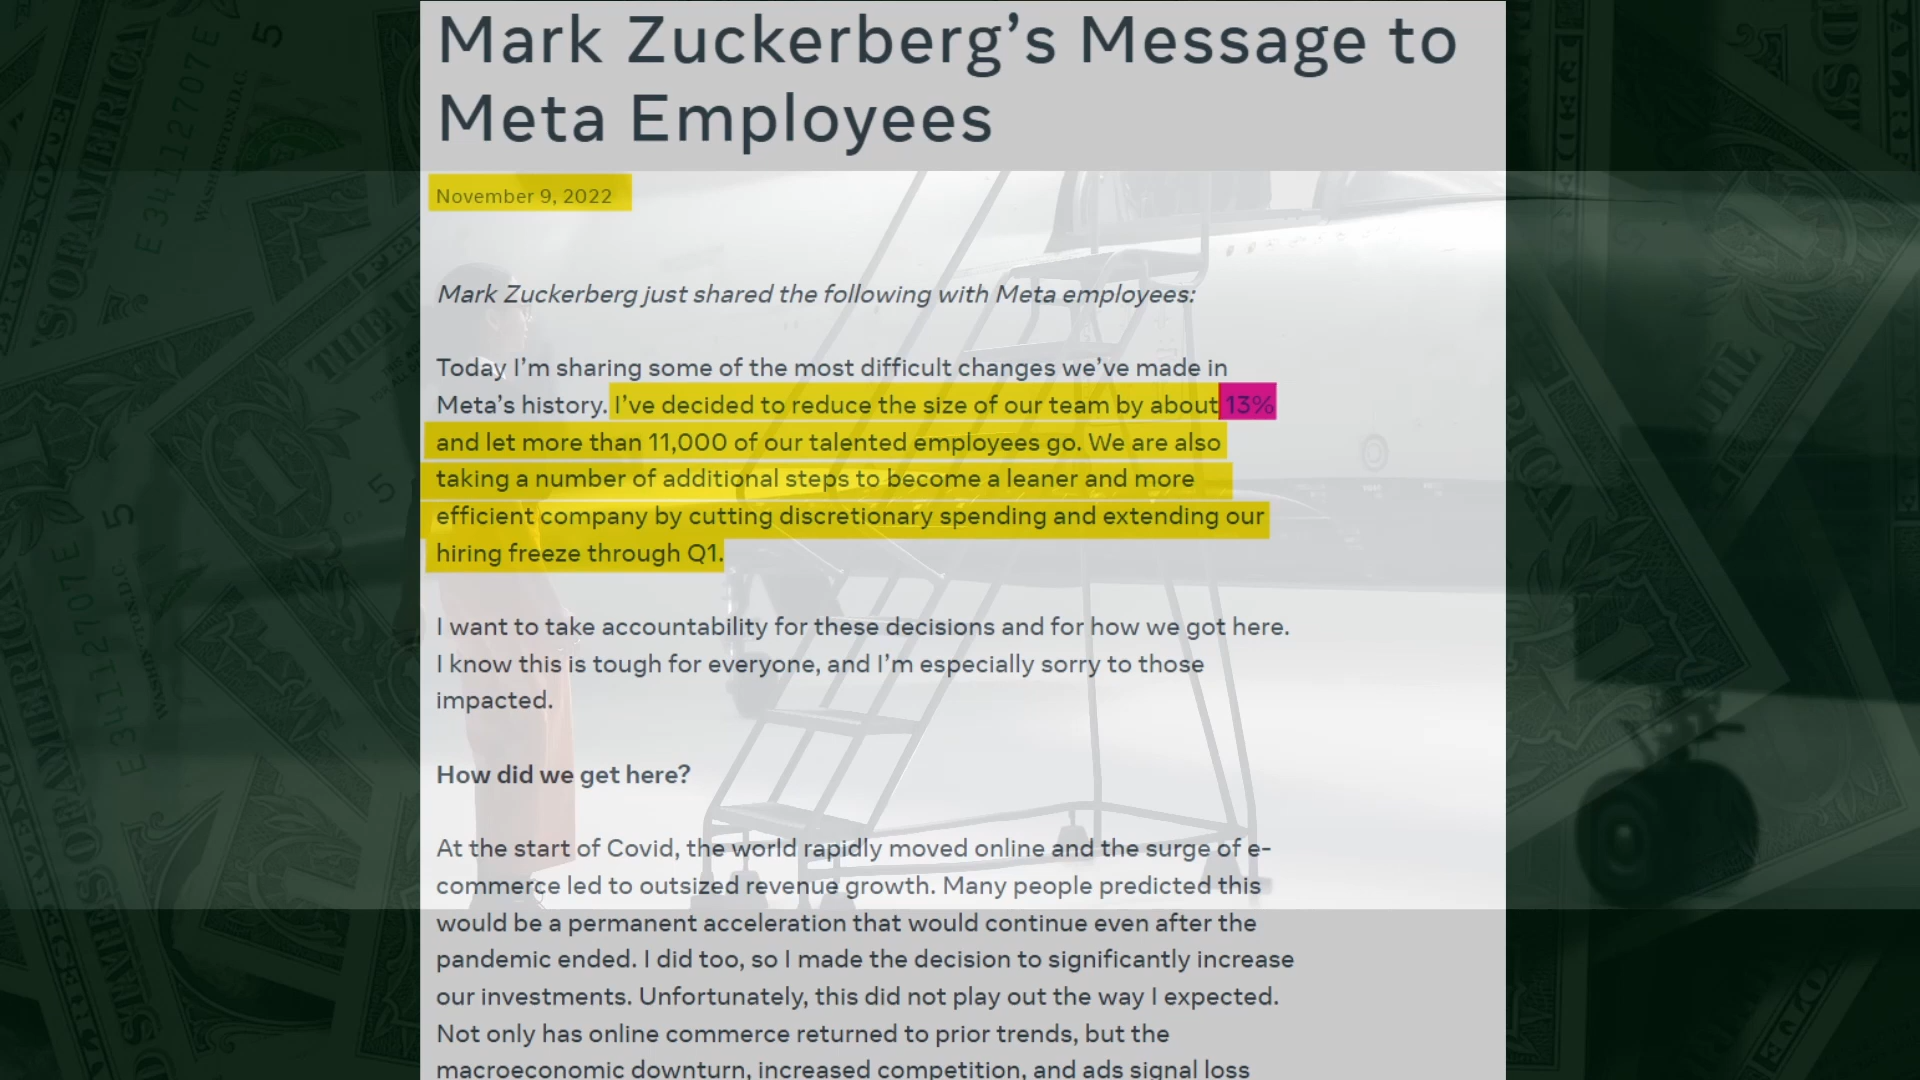 Mark Zuckerberg’s Message to
Meta Employees
November 9, 2022
Mark Zuckerberg just shared the following with Meta employees:
Today I’m sharing some of the most difficult changes we’ve made in
Meta’s history. I’ve decided to reduce the size of our team by about 13%
and let more than 11,000 of our talented employees go. We are also
taking a number of additional steps to become a leaner and more
efficient company by cutting discretionary spending and extending our
hiring freeze through Q1.
I want to take accountability for these decisions and for how we got here.
I know this is tough for everyone, and I’m especially sorry to those
impacted.
How did we get here?
At the start of Covid, the world rapidly moved online and the surge of e-
commerce led to outsized revenue growth. Many people predicted this
would be a permanent acceleration that would continue even after the
pandemic ended. I did too, so I made the decision to significantly increase
our investments. Unfortunately, this did not play out the way I expected.
Not only has online commerce returned to prior trends, but the
macroeconomic downturn, increased competition, and ads signal loss